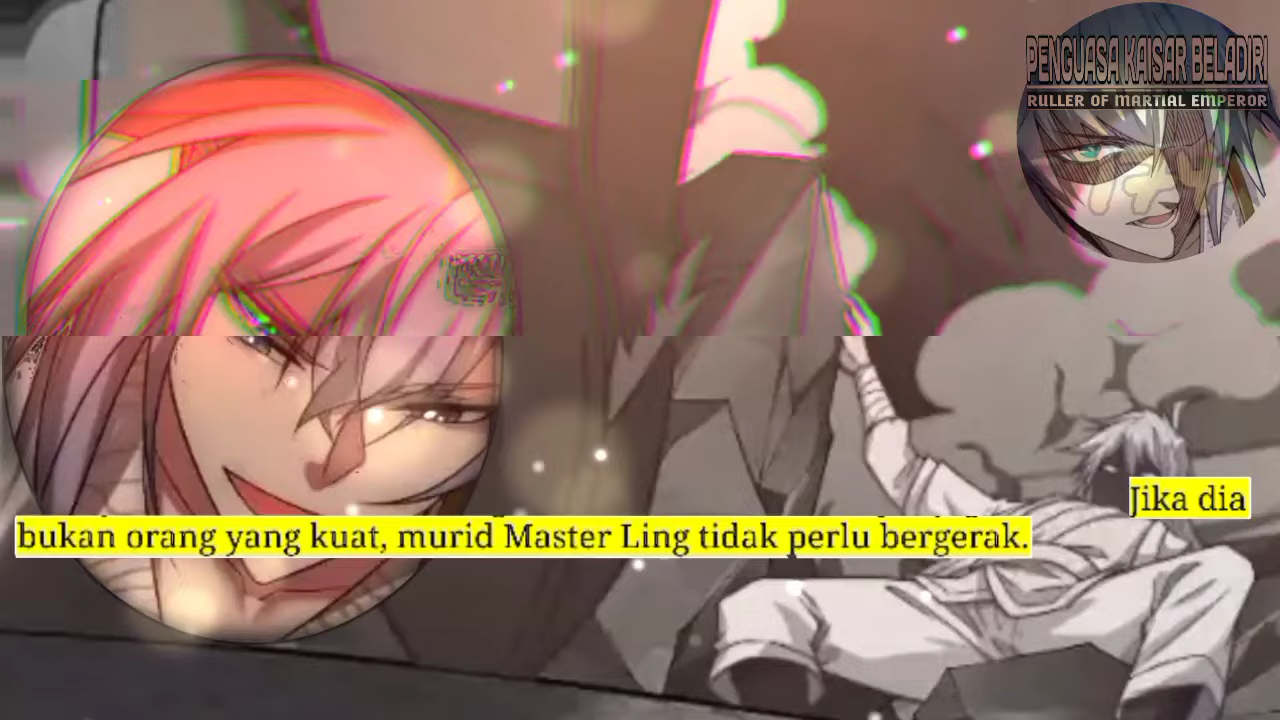 PENGUASA KAISAR BELADIRI
RULLER OF MARTIAL EMPEROR
Jika dia
bukan orang yang kuat, murid Master Ling tidak perlu bergerak.